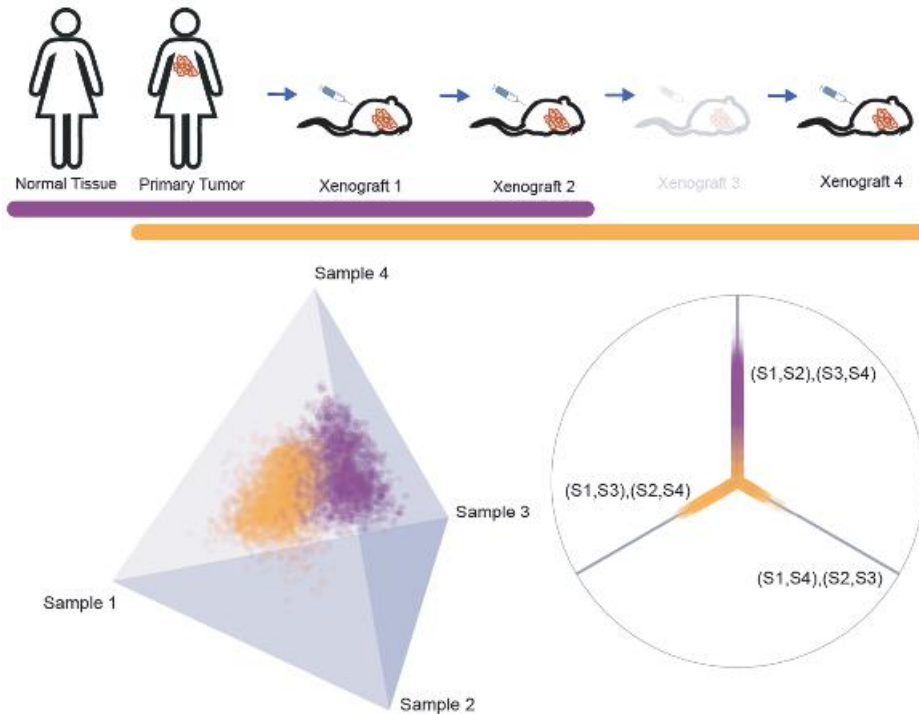 Normal Tissue
Primary Tumor
Xenograft 1
Xenograft 2
Xenograft 3
Xenograft 4
Sample 4
Sample 3
Sample 1
Sample 2
(S1,S2),(S3,S4)
(S1,S3),(S2,S4)
(S1,S4),(S2,S3)